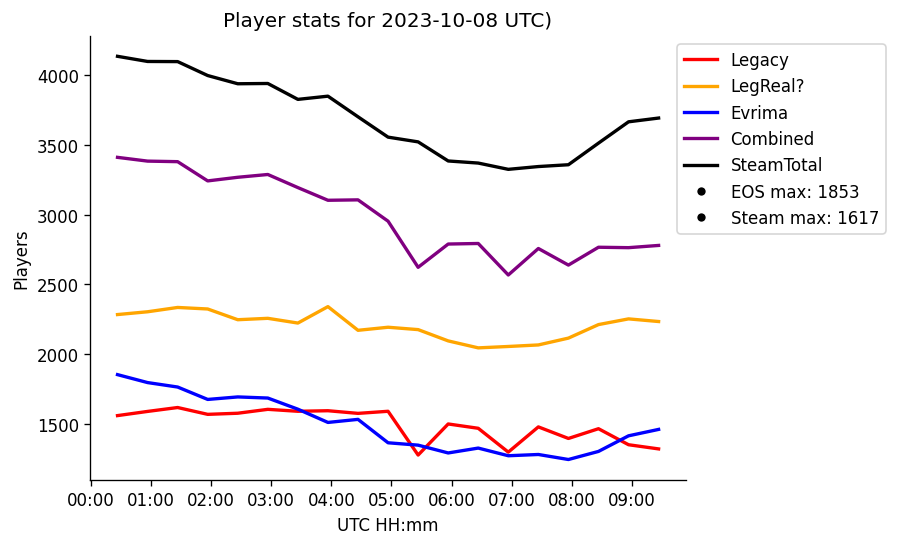 Player stats for 2023-10-08 UTC)
4000
3500
3000
2500
2000
1500
Players
00:00 01:00 02:00 03:00 04:00 05:00 06:00 07:00 08:00 09:00
UTC HH:mm
Legacy
LegReal?
Evrima
Combined
SteamTotal
EOS max: 1853
Steam max: 1617